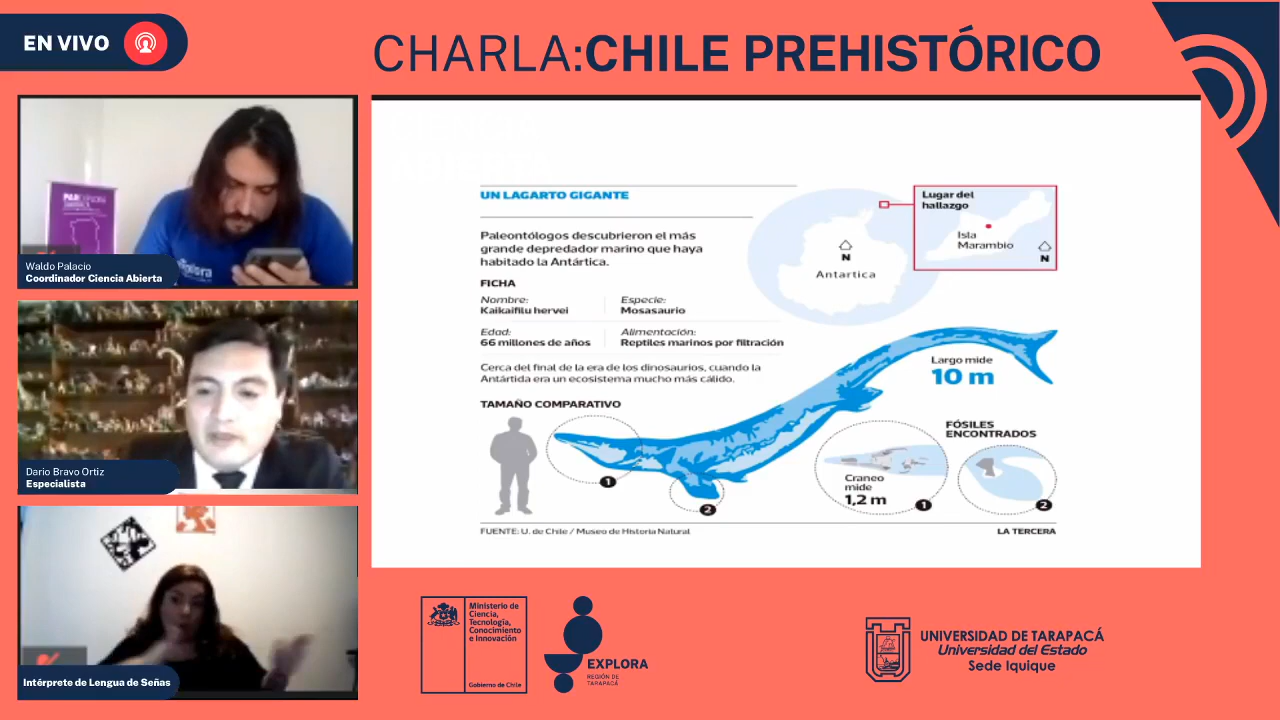 EN VIVO
CHARLA:CHILE PREHISTÓRICO
Waldo Palacio
Coordinador Ciencia Abierta
Dario Bravo Ortiz
Especialista
Intérprete de Lengua de Señas
UN LAGARTO GIGANTE
Paleontólogos descubrieron el más
grande depredador marino que haya
habitado la Antártica.
FICHA
Nombre:
Kaikaifilu hervei
Especie:
Mosasaurio
Edad:
66 millones de años
Alimentación:
Reptiles marinos por filtración
Cerca del final de la era de los dinosaurios, cuando la
Antártida era un ecosistema mucho más cálido.
TAMAÑO COMPARATIVO
1
2
N
Antartica
Lugar del
hallazgo
Isla
Marambio
N
Largo mide
10 m
FÓSILES
ENCONTRADOS
Craneo
mide
1,2 m
1
2
FUENTE: U. de Chile / Museo de Historia Natural
LA TERCERA
Ministerio de
Ciencia,
Tecnología,
Conocimiento
e Innovación
Gobierno de Chile
EXPLORA
REGIÓN DE
TARAPACÁ
UNIVERSIDAD DE TARAPACÁ
Universidad del Estado
Sede Iquique